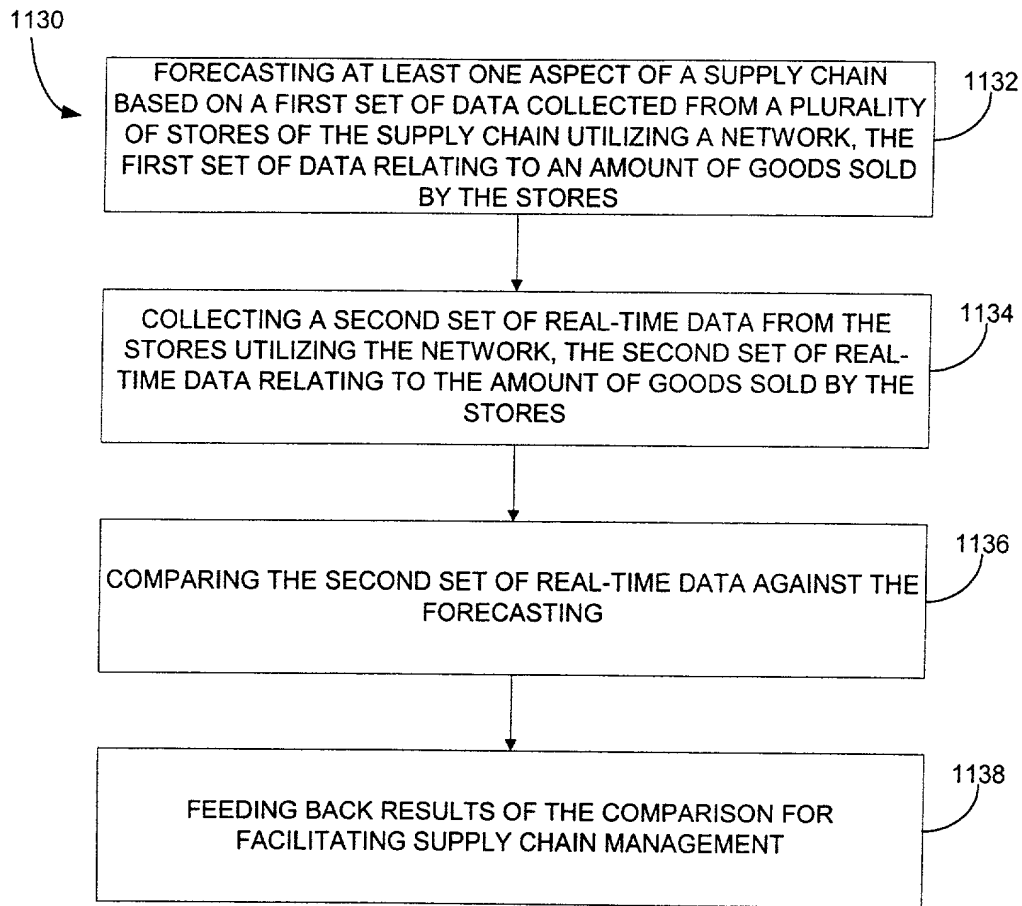 1130
FORECASTING AT LEAST ONE ASPECT OF A SUPPLY CHAIN
BASED ON A FIRST SET OF DATA COLLECTED FROM A PLURALITY
OF STORES OF THE SUPPLY CHAIN UTILIZING A NETWORK, THE
FIRST SET OF DATA RELATING TO AN AMOUNT OF GOODS SOLD
BY THE STORES
1132
COLLECTING A SECOND SET OF REAL-TIME DATA FROM THE
STORES UTILIZING THE NETWORK, THE SECOND SET OF REAL-
TIME DATA RELATING TO THE AMOUNT OF GOODS SOLD BY THE
STORES
1134
COMPARING THE SECOND SET OF REAL-TIME DATA AGAINST THE
FORECASTING
1136
FEEDING BACK RESULTS OF THE COMPARISON FOR
FACILITATING SUPPLY CHAIN MANAGEMENT
1138